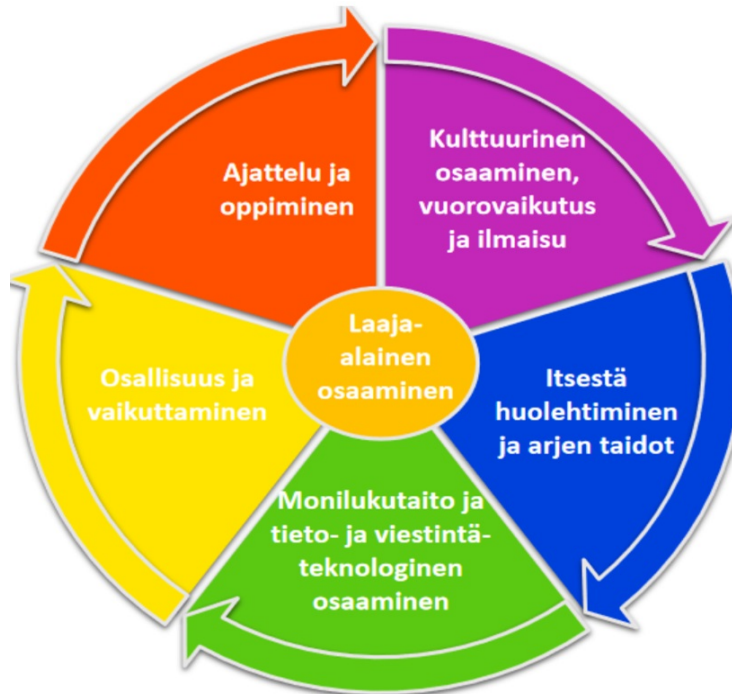 Ajattelu ja
oppiminen
Kulttuurinen
osaaminen,
vuorovaikutus
ja ilmaisu
Laaja-
alainen
osaaminen
Osallisuus ja
vaikuttaminen
Itsestä
huolehtiminen
ja arjen taidot
Monilukutaito ja
tieto- ja viestintä-
teknologinen
osaaminen